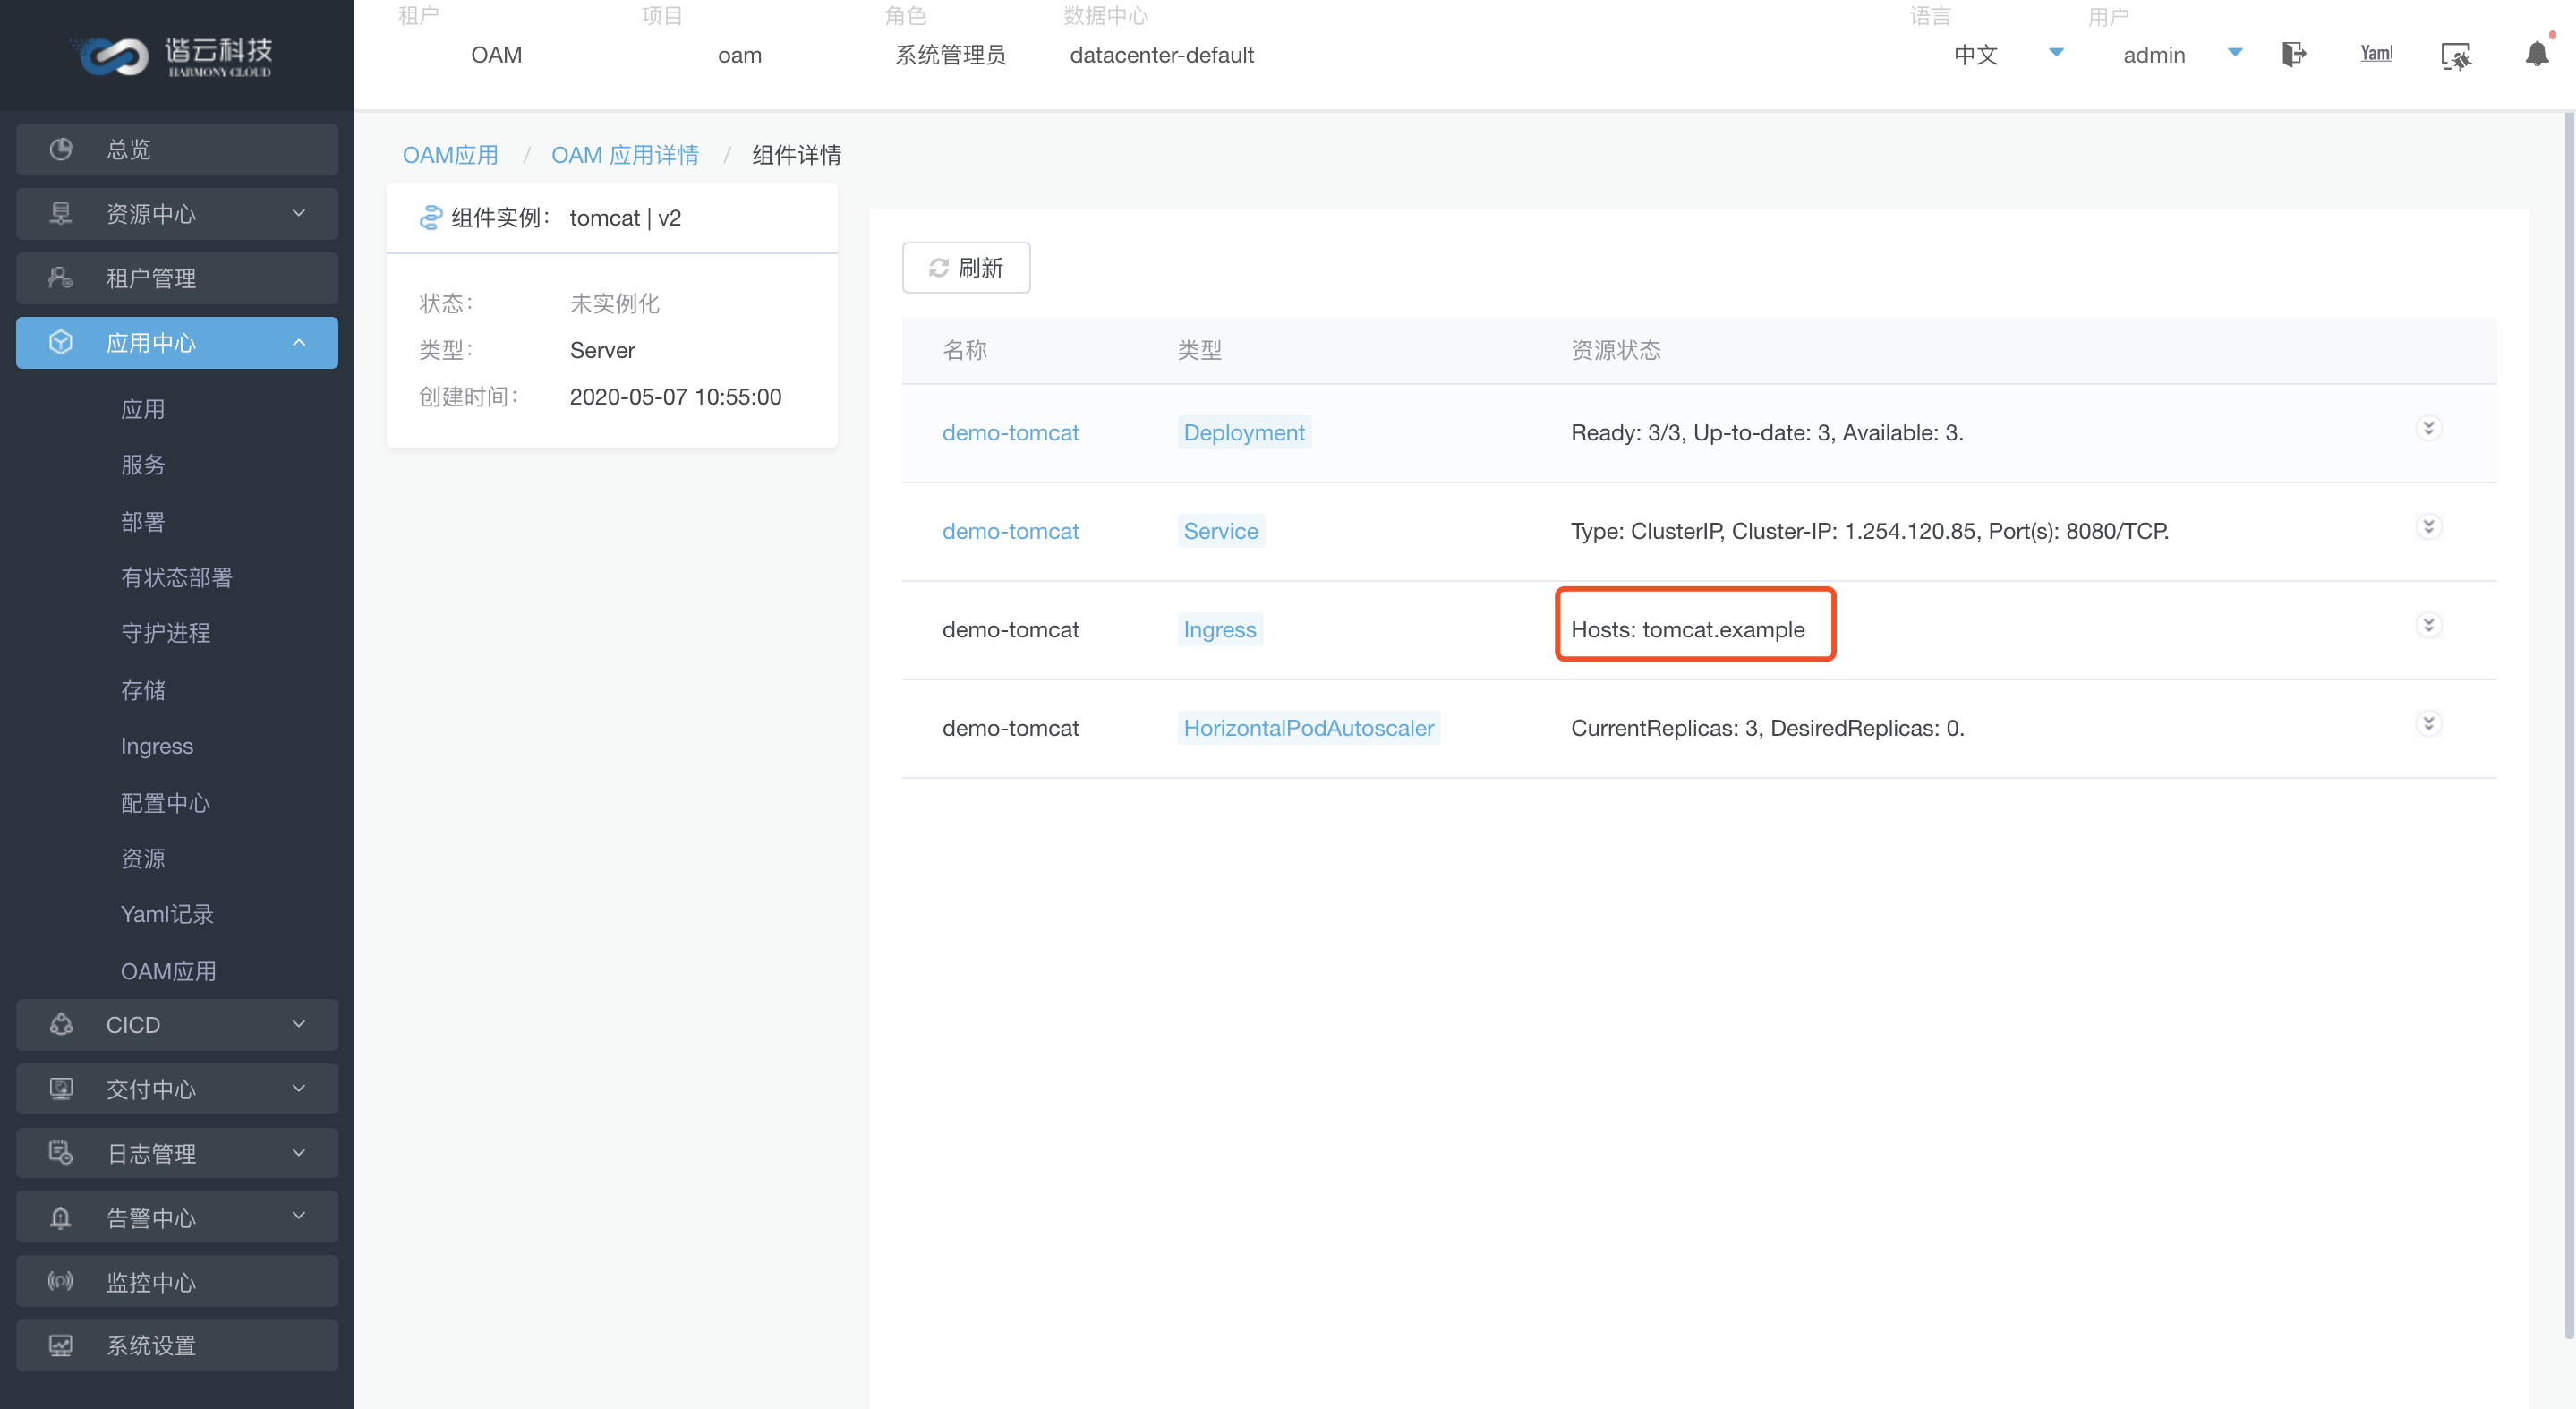 谐云科技
HARMONY CLOUD
租户
OAM
项目
oam
角色
系统管理员
数据中心
datacenter-default
语言
中文
用户
admin
Yaml
总览
资源中心
租户管理
应用中心
应用
服务
部署
有状态部署
守护进程
存储
Ingress
配置中心
资源
Yaml记录
OAM应用
CICD
交付中心
日志管理
告警中心
监控中心
系统设置
OAM应用 / OAM 应用详情 / 组件详情
组件实例: tomcat | v2
状态: 未实例化
类型: Server
创建时间: 2020-05-07 10:55:00
刷新
名称 类型 资源状态
demo-tomcat Deployment Ready: 3/3, Up-to-date: 3, Available: 3.
demo-tomcat Service Type: ClusterIP, Cluster-IP: 1.254.120.85, Port(s): 8080/TCP.
demo-tomcat Ingress Hosts: tomcat.example
demo-tomcat HorizontalPodAutoscaler CurrentReplicas: 3, DesiredReplicas: 0.